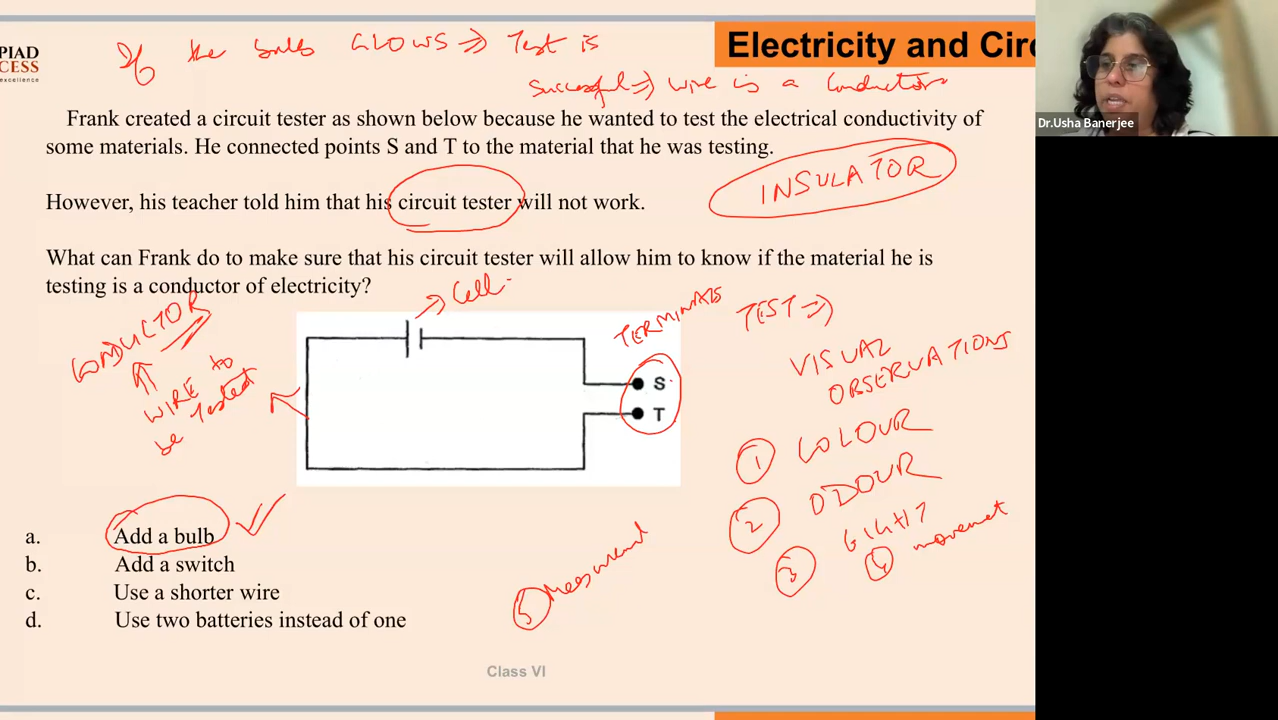 PIAD
CESS
excellence
If the bulb GLOWS ⇒ Test is
successful ⇒ wire is a conductor
Electricity and Cir
Dr.Usha Banerjee
Frank created a circuit tester as shown below because he wanted to test the electrical conductivity of
some materials. He connected points S and T to the material that he was testing.
INSULATOR
However, his teacher told him that his circuit tester will not work.
What can Frank do to make sure that his circuit tester will allow him to know if the material he is
testing is a conductor of electricity?
CONDUCTOR
WIRE to
be Tested
→ Cell
TERMINALS
S
T
TEST ⇒
VISUAL
OBSERVATIONS
1 COLOUR
2 ODOUR
3 LIGHT
4 movement
5 Measurement
a. Add a bulb
b. Add a switch
c. Use a shorter wire
d. Use two batteries instead of one
Class VI